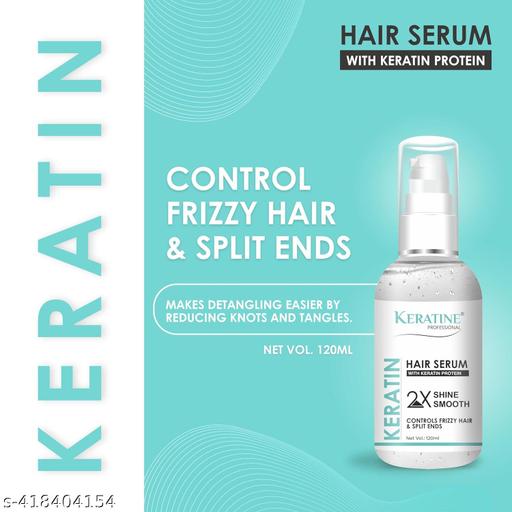 KERATIN
HAIR SERUM
WITH KERATIN PROTEIN
CONTROL
FRIZZY HAIR
& SPLIT ENDS
MAKES DETANGLING EASIER BY
REDUCING KNOTS AND TANGLES.
NET VOL. 120ML
KERATINE®
PROFESSIONAL
KERATIN
HAIR SERUM
WITH KERATIN PROTEIN
2X SHINE
SMOOTH
CONTROLS FRIZZY HAIR
& SPLIT ENDS
Net Vol.: 120ml
s-418404154